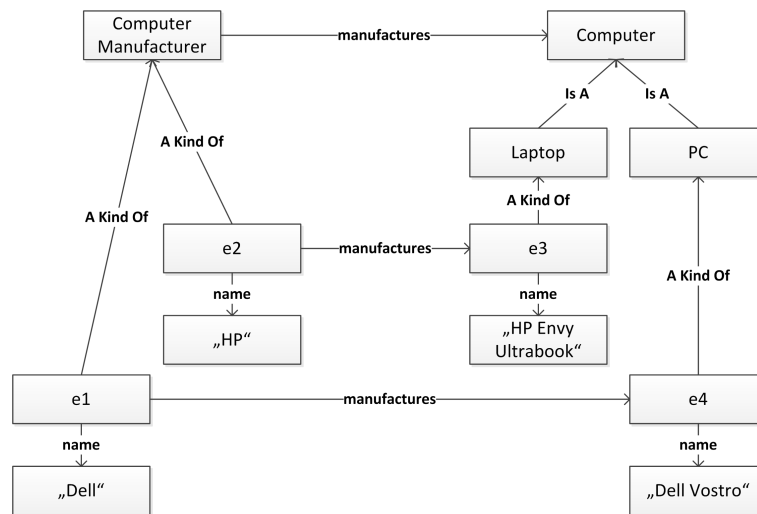 Computer
Manufacturer
manufactures
Computer
Is A
Is A
A Kind Of
Laptop
PC
A Kind Of
A Kind Of
e2
manufactures
e3
A Kind Of
name
name
„HP“
„HP Envy
Ultrabook“
e1
manufactures
e4
name
name
„Dell“
„Dell Vostro“